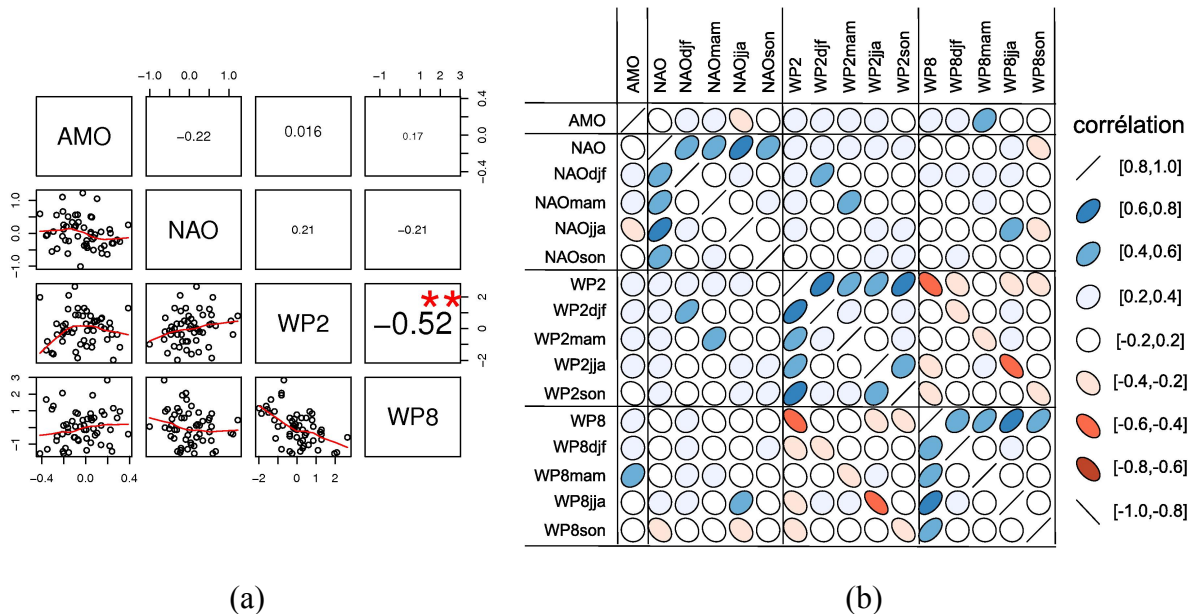 -1.0 0.0 1.0 -1 1 2 3
AMO -0.22 0.016 0.17
-0.4 0.0 0.4
NAO 0.21 -0.21
-1.0 0.0 1.0
WP2 -0.52 **
-2 0 2
WP8
-1 1 2 3
-0.4 0.0 0.4 -2 0 1 2
(a)
AMO NAO NAOdjf NAOmam NAOjja NAOson WP2 WP2djf WP2mam WP2jja WP2son WP8 WP8djf WP8mam WP8jja WP8son
AMO
NAO
NAOdjf
NAOmam
NAOjja
NAOson
WP2
WP2djf
WP2mam
WP2jja
WP2son
WP8
WP8djf
WP8mam
WP8jja
WP8son
corrélation
[0.8,1.0]
[0.6,0.8]
[0.4,0.6]
[0.2,0.4]
[-0.2,0.2]
[-0.4,-0.2]
[-0.6,-0.4]
[-0.8,-0.6]
[-1.0,-0.8]
(b)